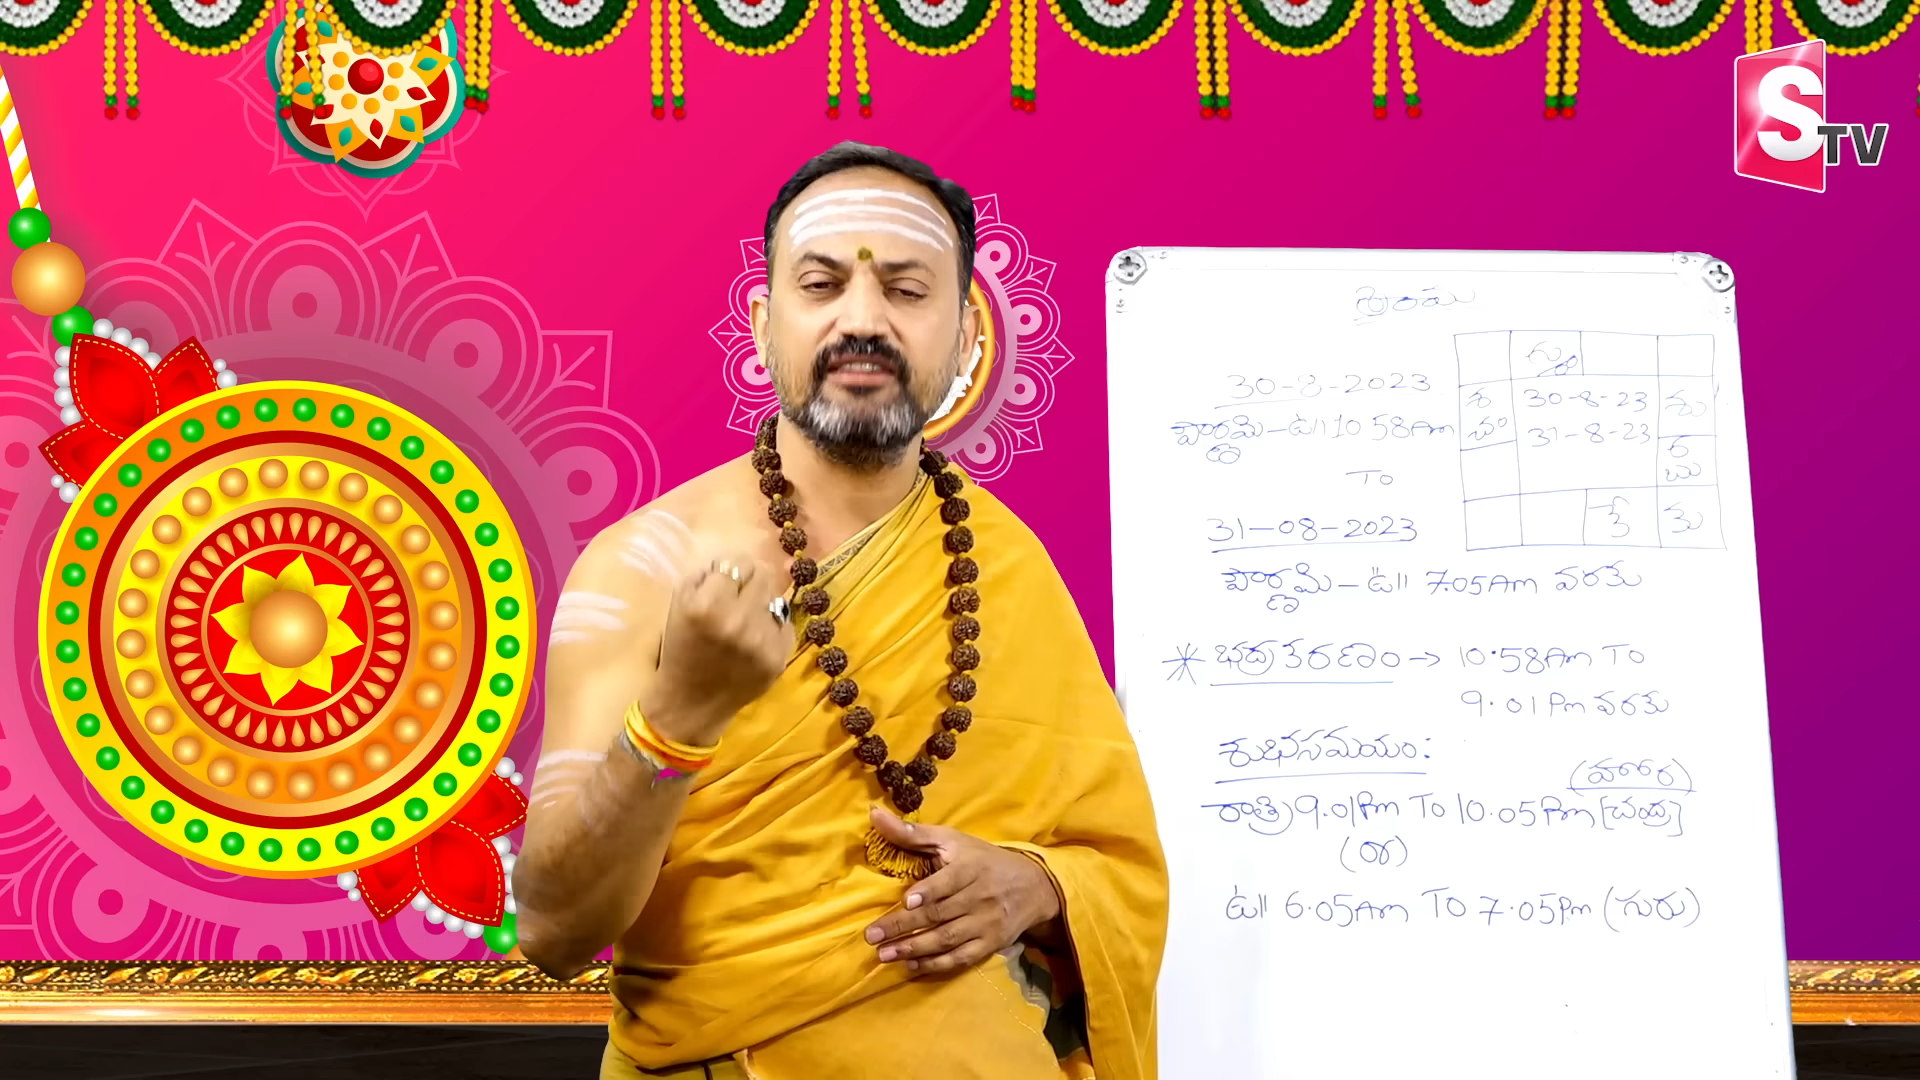 S TV
శ్రీరామ
30-8-2023
పౌర్ణమి - ఉ॥ 10 58Am
To
31-08-2023
పౌర్ణమి - ఉ॥ 7.05Am వరకు
గు
శ 30-8-23 శు
చం 31-8-23
ర
బు
కే కు
* భద్రకరణం → 10.58Am To
9.01Pm వరకు
శుభసమయం:
(హోర)
రాత్రి 9.01Pm To 10.05Pm [చంద్ర]
(లేదా)
ఉ॥ 6.05Am To 7.05Pm (గురు)